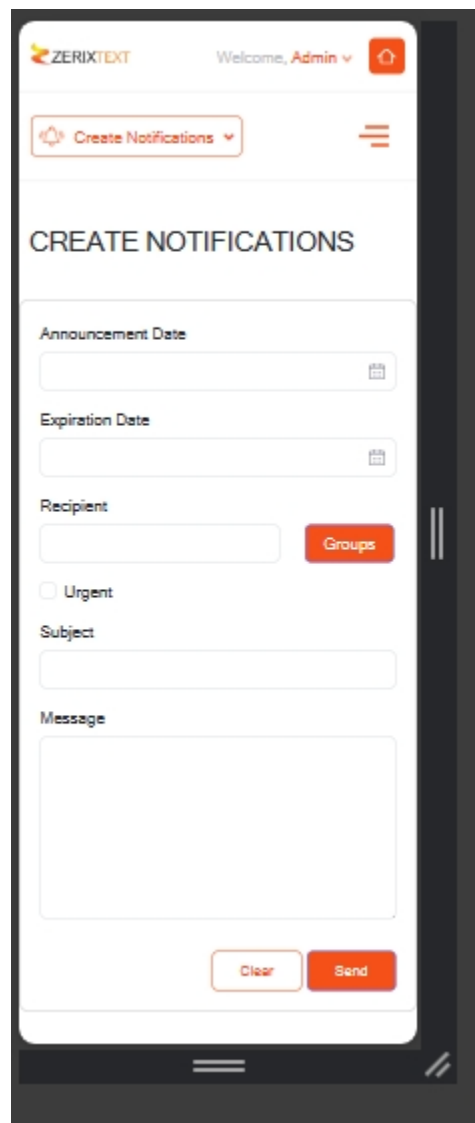 ZERIXTEXT
Welcome, Admin
Create Notifications
CREATE NOTIFICATIONS
Announcement Date
Expiration Date
Recipient
Groups
Urgent
Subject
Message
Clear
Send